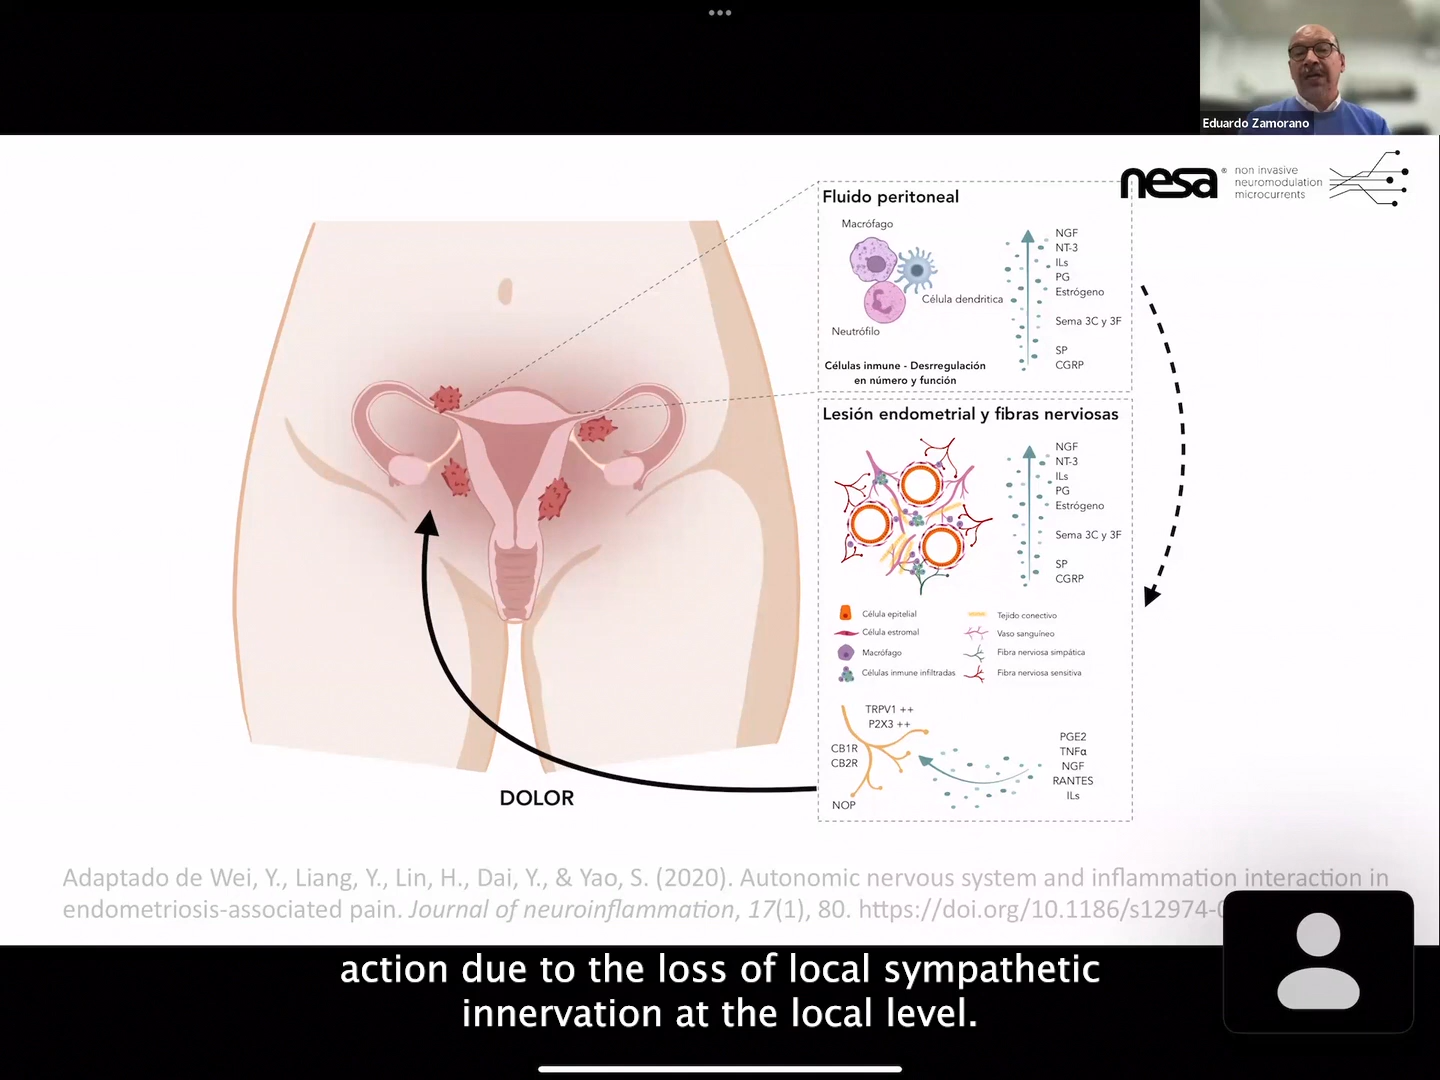 Eduardo Zamorano
nesa®
non invasive
neuromodulation
microcurrents
Fluido peritoneal
Macrófago
Célula dendrítica
Neutrófilo
Células inmune - Desrregulación
en número y función
NGF
NT-3
ILs
PG
Estrógeno
Sema 3C y 3F
SP
CGRP
Lesión endometrial y fibras nerviosas
NGF
NT-3
ILs
PG
Estrógeno
Sema 3C y 3F
SP
CGRP
Célula epitelial
Célula estromal
Macrófago
Células inmune infiltradas
Tejido conectivo
Vaso sanguíneo
Fibra nerviosa simpática
Fibra nerviosa sensitiva
TRPV1 ++
P2X3 ++
CB1R
CB2R
NOP
PGE2
TNFα
NGF
RANTES
ILs
DOLOR
Adaptado de Wei, Y., Liang, Y., Lin, H., Dai, Y., & Yao, S. (2020). Autonomic nervous system and inflammation interaction in
endometriosis-associated pain. Journal of neuroinflammation, 17(1), 80. https://doi.org/10.1186/s12974-
action due to the loss of local sympathetic
innervation at the local level.